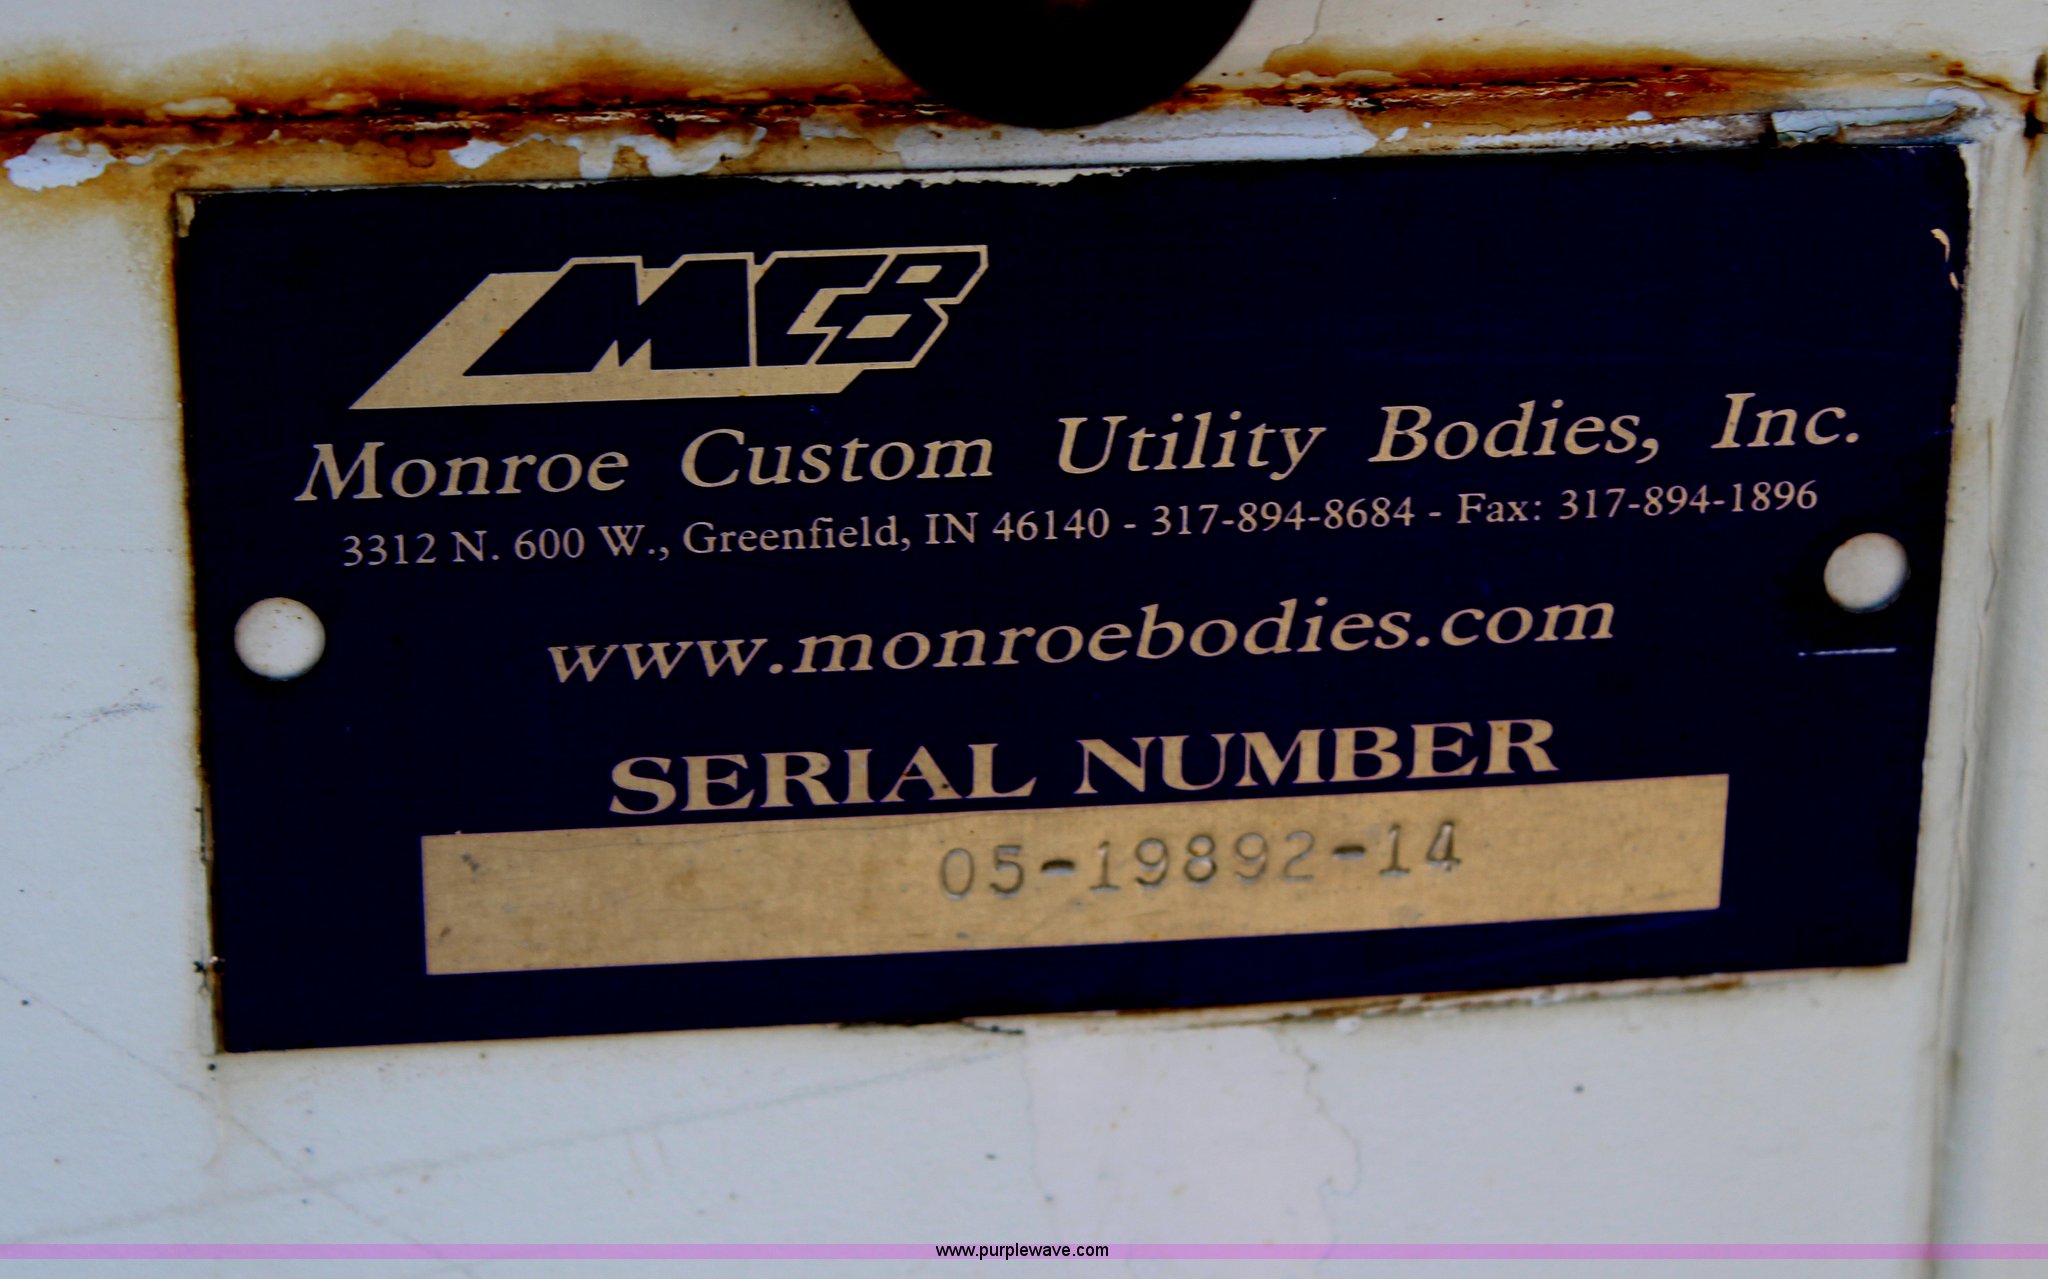 MCB
Monroe Custom Utility Bodies, Inc.
3312 N. 600 W., Greenfield, IN 46140 - 317-894-8684 - Fax: 317-894-1896
www.monroebodies.com
SERIAL NUMBER
05-19892-14
www.purplewave.com